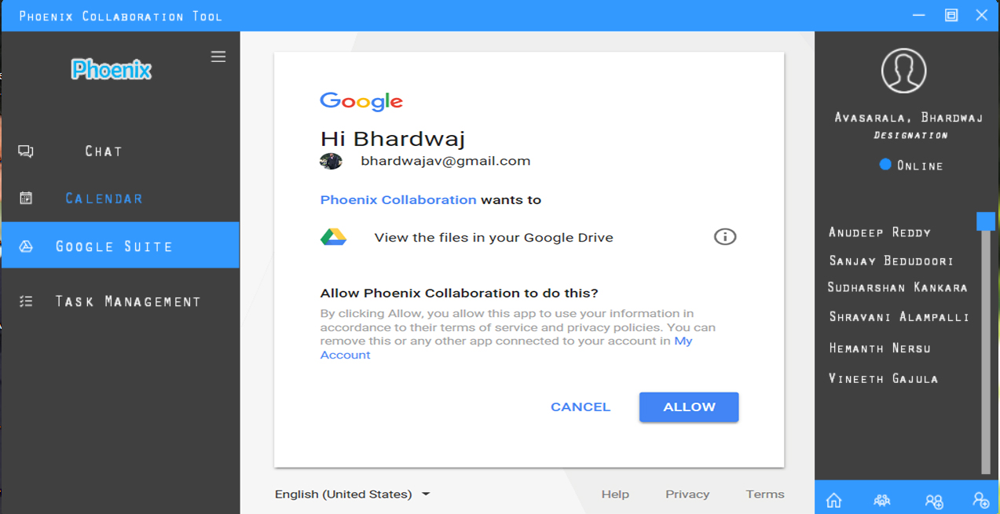 Phoenix Collaboration Tool
Phoenix
Chat
Calendar
Google Suite
Task Management
Google
Hi Bhardwaj
bhardwajav@gmail.com
Phoenix Collaboration wants to
View the files in your Google Drive
Allow Phoenix Collaboration to do this?
By clicking Allow, you allow this app to use your information in
accordance to their terms of service and privacy policies. You can
remove this or any other app connected to your account in My
Account
CANCEL
ALLOW
English (United States)
Help
Privacy
Terms
Avasarala, Bhardwaj
Designation
Online
Anudeep Reddy
Sanjay Bedudoori
Sudharshan Kankara
Shravani Alampalli
Hemanth Nersu
Vineeth Gajula